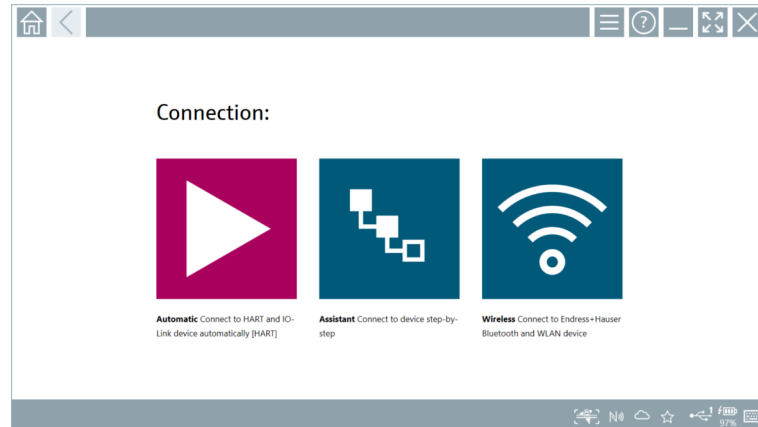 ?
Connection:
Automatic Connect to HART and IO-
Link device automatically [HART]
Assistant Connect to device step-by-
step
Wireless Connect to Endress+Hauser
Bluetooth and WLAN device
N
1
97%